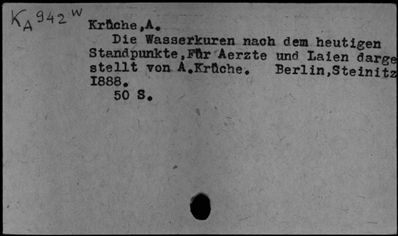 K A 942 W
Krüche,A.
Die Wasserkuren nach dem heutigen
Standpunkte,Für Aerzte und Laien darge
stellt von A.Krüche. Berlin,Steinitz
1888.
50 S.